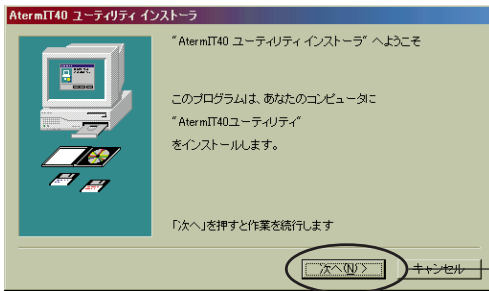 AtermIT40 ユーティリティ インストーラ
"AtermIT40 ユーティリティ インストーラ" へようこそ
このプログラムは、あなたのコンピュータに
"AtermIT40ユーティリティ"
をインストールします。
「次へ」を押すと作業を続行します
次へ(N) >
キャンセル